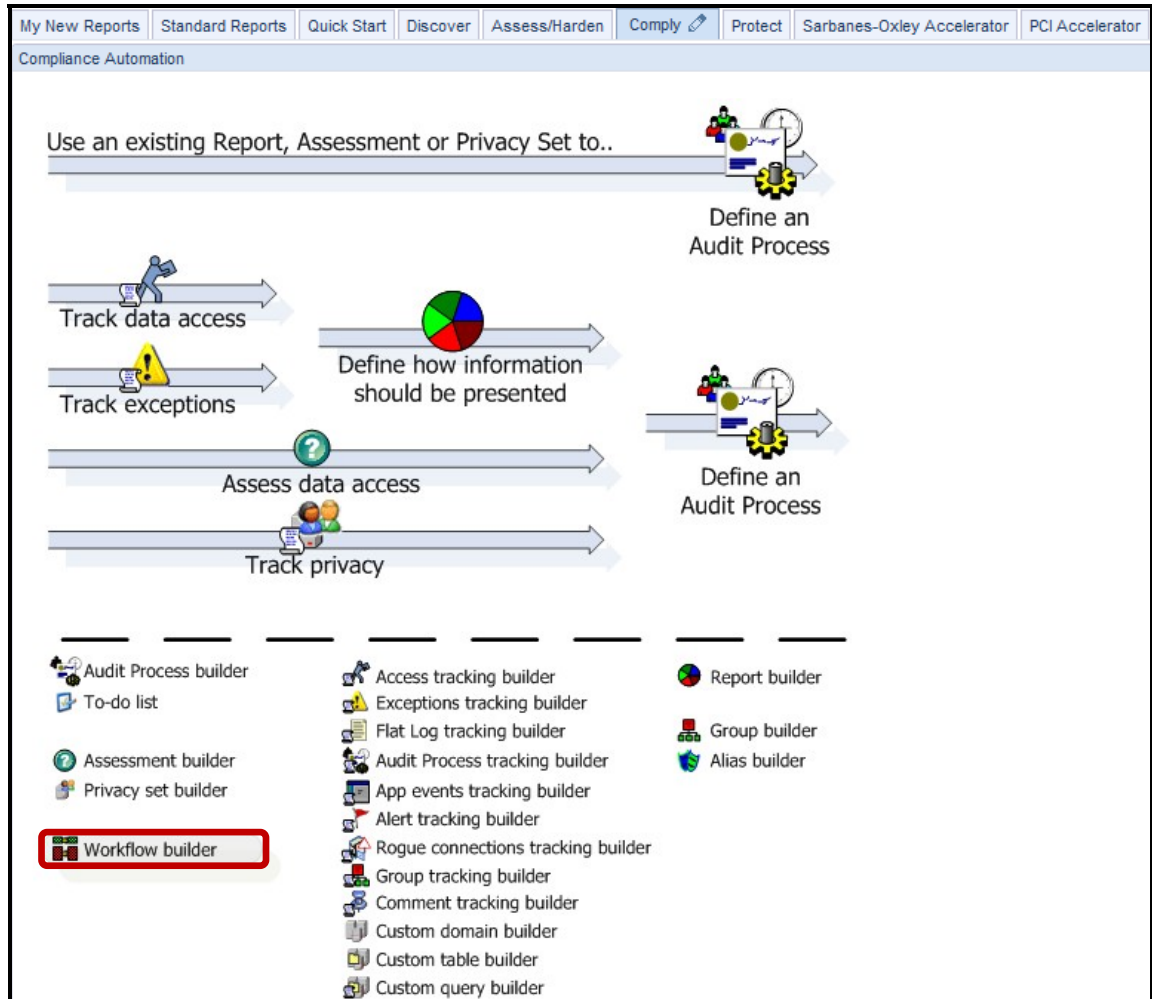 My New Reports Standard Reports Quick Start Discover Assess/Harden Comply Protect Sarbanes-Oxley Accelerator PCI Accelerator
Compliance Automation
Use an existing Report, Assessment or Privacy Set to..
Define an
Audit Process
Track data access
Define how information
should be presented
Track exceptions
Assess data access
Define an
Audit Process
Track privacy
Audit Process builder
To-do list
Assessment builder
Privacy set builder
Workflow builder
Access tracking builder
Exceptions tracking builder
Flat Log tracking builder
Audit Process tracking builder
App events tracking builder
Alert tracking builder
Rogue connections tracking builder
Group tracking builder
Comment tracking builder
Custom domain builder
Custom table builder
Custom query builder
Report builder
Group builder
Alias builder